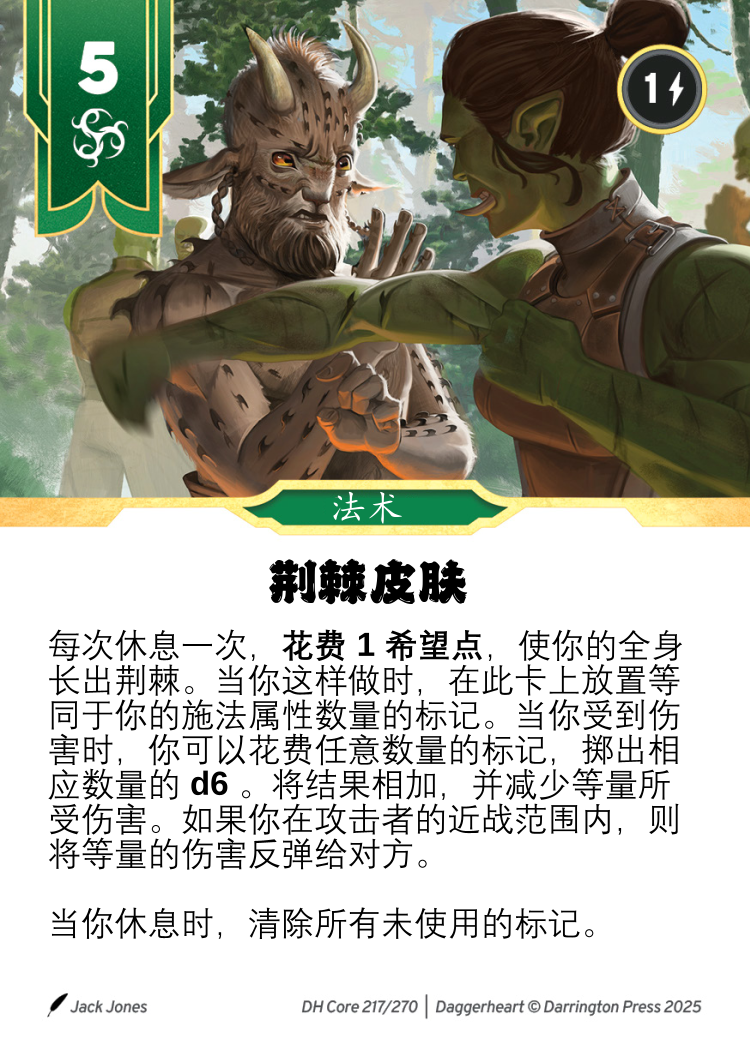 5
1
法术
荆棘皮肤
每次休息一次，花费 1 希望点，使你的全身
长出荆棘。当你这样做时，在此卡上放置等
同于你的施法属性数量的标记。当你受到伤
害时，你可以花费任意数量的标记，掷出相
应数量的 d6 。将结果相加，并减少等量所
受伤害。如果你在攻击者的近战范围内，则
将等量的伤害反弹给对方。
当你休息时，清除所有未使用的标记。
Jack Jones DH Core 217/270 | Daggerheart © Darrington Press 2025